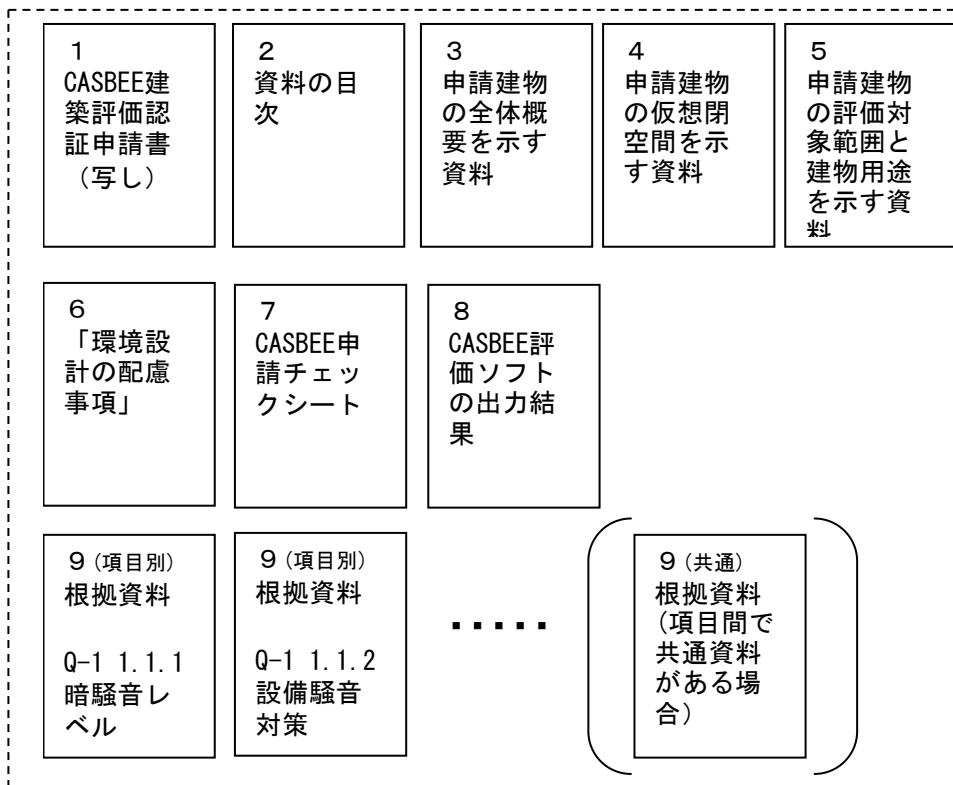 1
CASBEE建
築評価認
証申請書
（写し）
2
資料の目
次
3
申請建物
の全体概
要を示す
資料
4
申請建物
の仮想閉
空間を示
す資料
5
申請建物
の評価対
象範囲と
建物用途
を示す資
料
6
「環境設
計の配慮
事項」
7
CASBEE申
請チェッ
クシート
8
CASBEE評
価ソフト
の出力結
果
9（項目別）
根拠資料
Q-1 1.1.1
暗騒音レ
ベル
9（項目別）
根拠資料
Q-1 1.1.2
設備騒音
対策
・・・・・
9（共通）
根拠資料
（項目間で
共通資料
がある場
合）